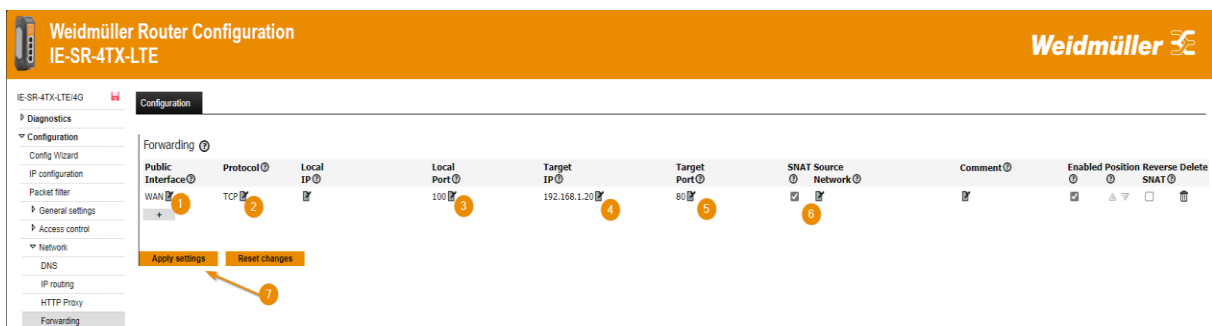 Weidmüller Router Configuration
IE-SR-4TX-LTE
Weidmüller
IE-SR-4TX-LTE/4G
Configuration
Diagnostics
Configuration
Config Wizard
IP configuration
Packet filter
General settings
Access control
Network
DNS
IP routing
HTTP Proxy
Forwarding
Forwarding ?
Public Interface? Protocol? Local IP? Local Port? Target IP? Target Port? SNAT ? Source Network? Comment? Enabled ? Position ? Reverse SNAT? Delete
WAN 1 TCP 2 100 3 192.168.1.20 4 80 5 6
+
Apply settings Reset changes
7